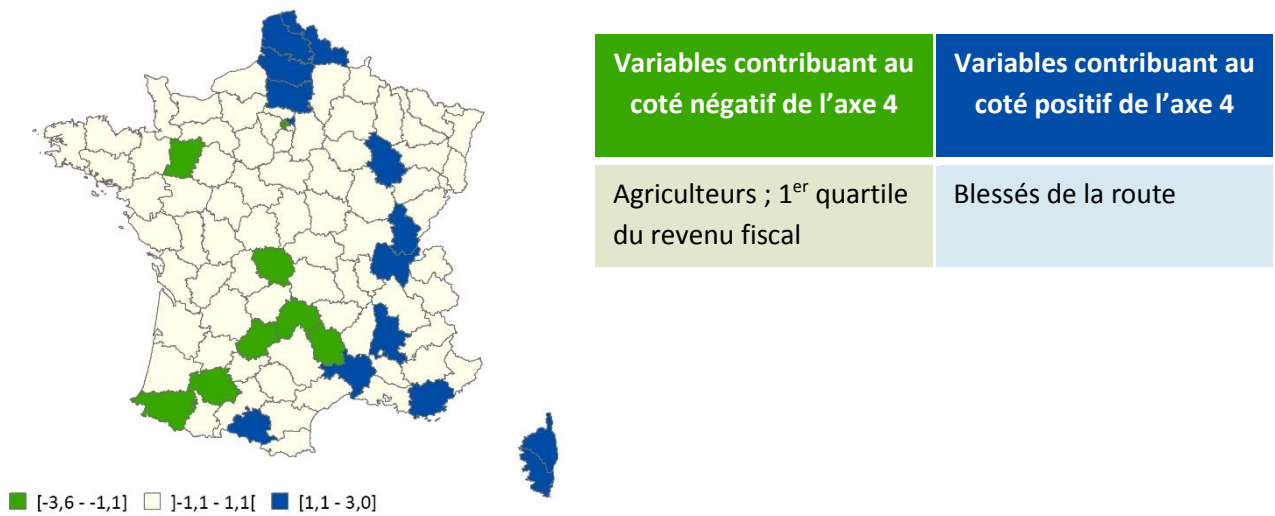 Variables contribuant au
coté négatif de l’axe 4
Variables contribuant au
coté positif de l’axe 4
Agriculteurs ; 1er quartile
du revenu fiscal
Blessés de la route
[-3,6 - -1,1] ]-1,1 - 1,1[ [1,1 - 3,0]